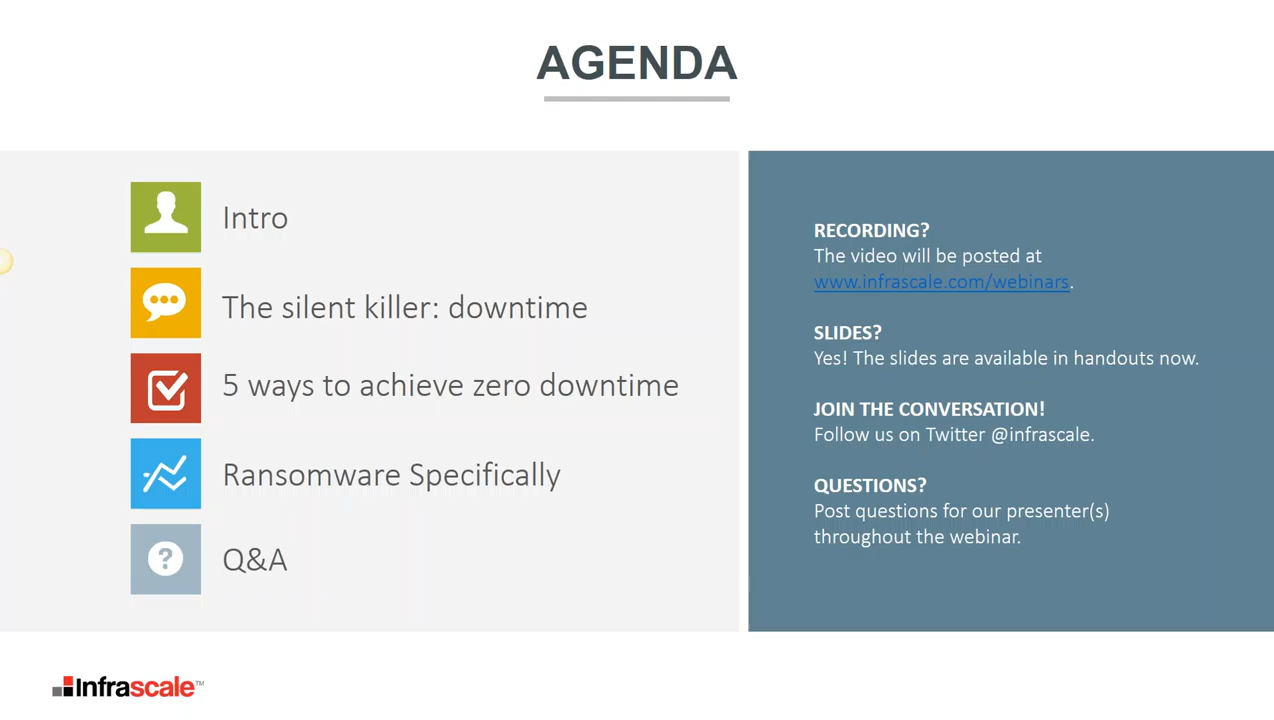 AGENDA
Intro
The silent killer: downtime
5 ways to achieve zero downtime
Ransomware Specifically
Q&A
RECORDING?
The video will be posted at
www.infrascale.com/webinars.
SLIDES?
Yes! The slides are available in handouts now.
JOIN THE CONVERSATION!
Follow us on Twitter @infrascale.
QUESTIONS?
Post questions for our presenter(s)
throughout the webinar.
Infrascale™